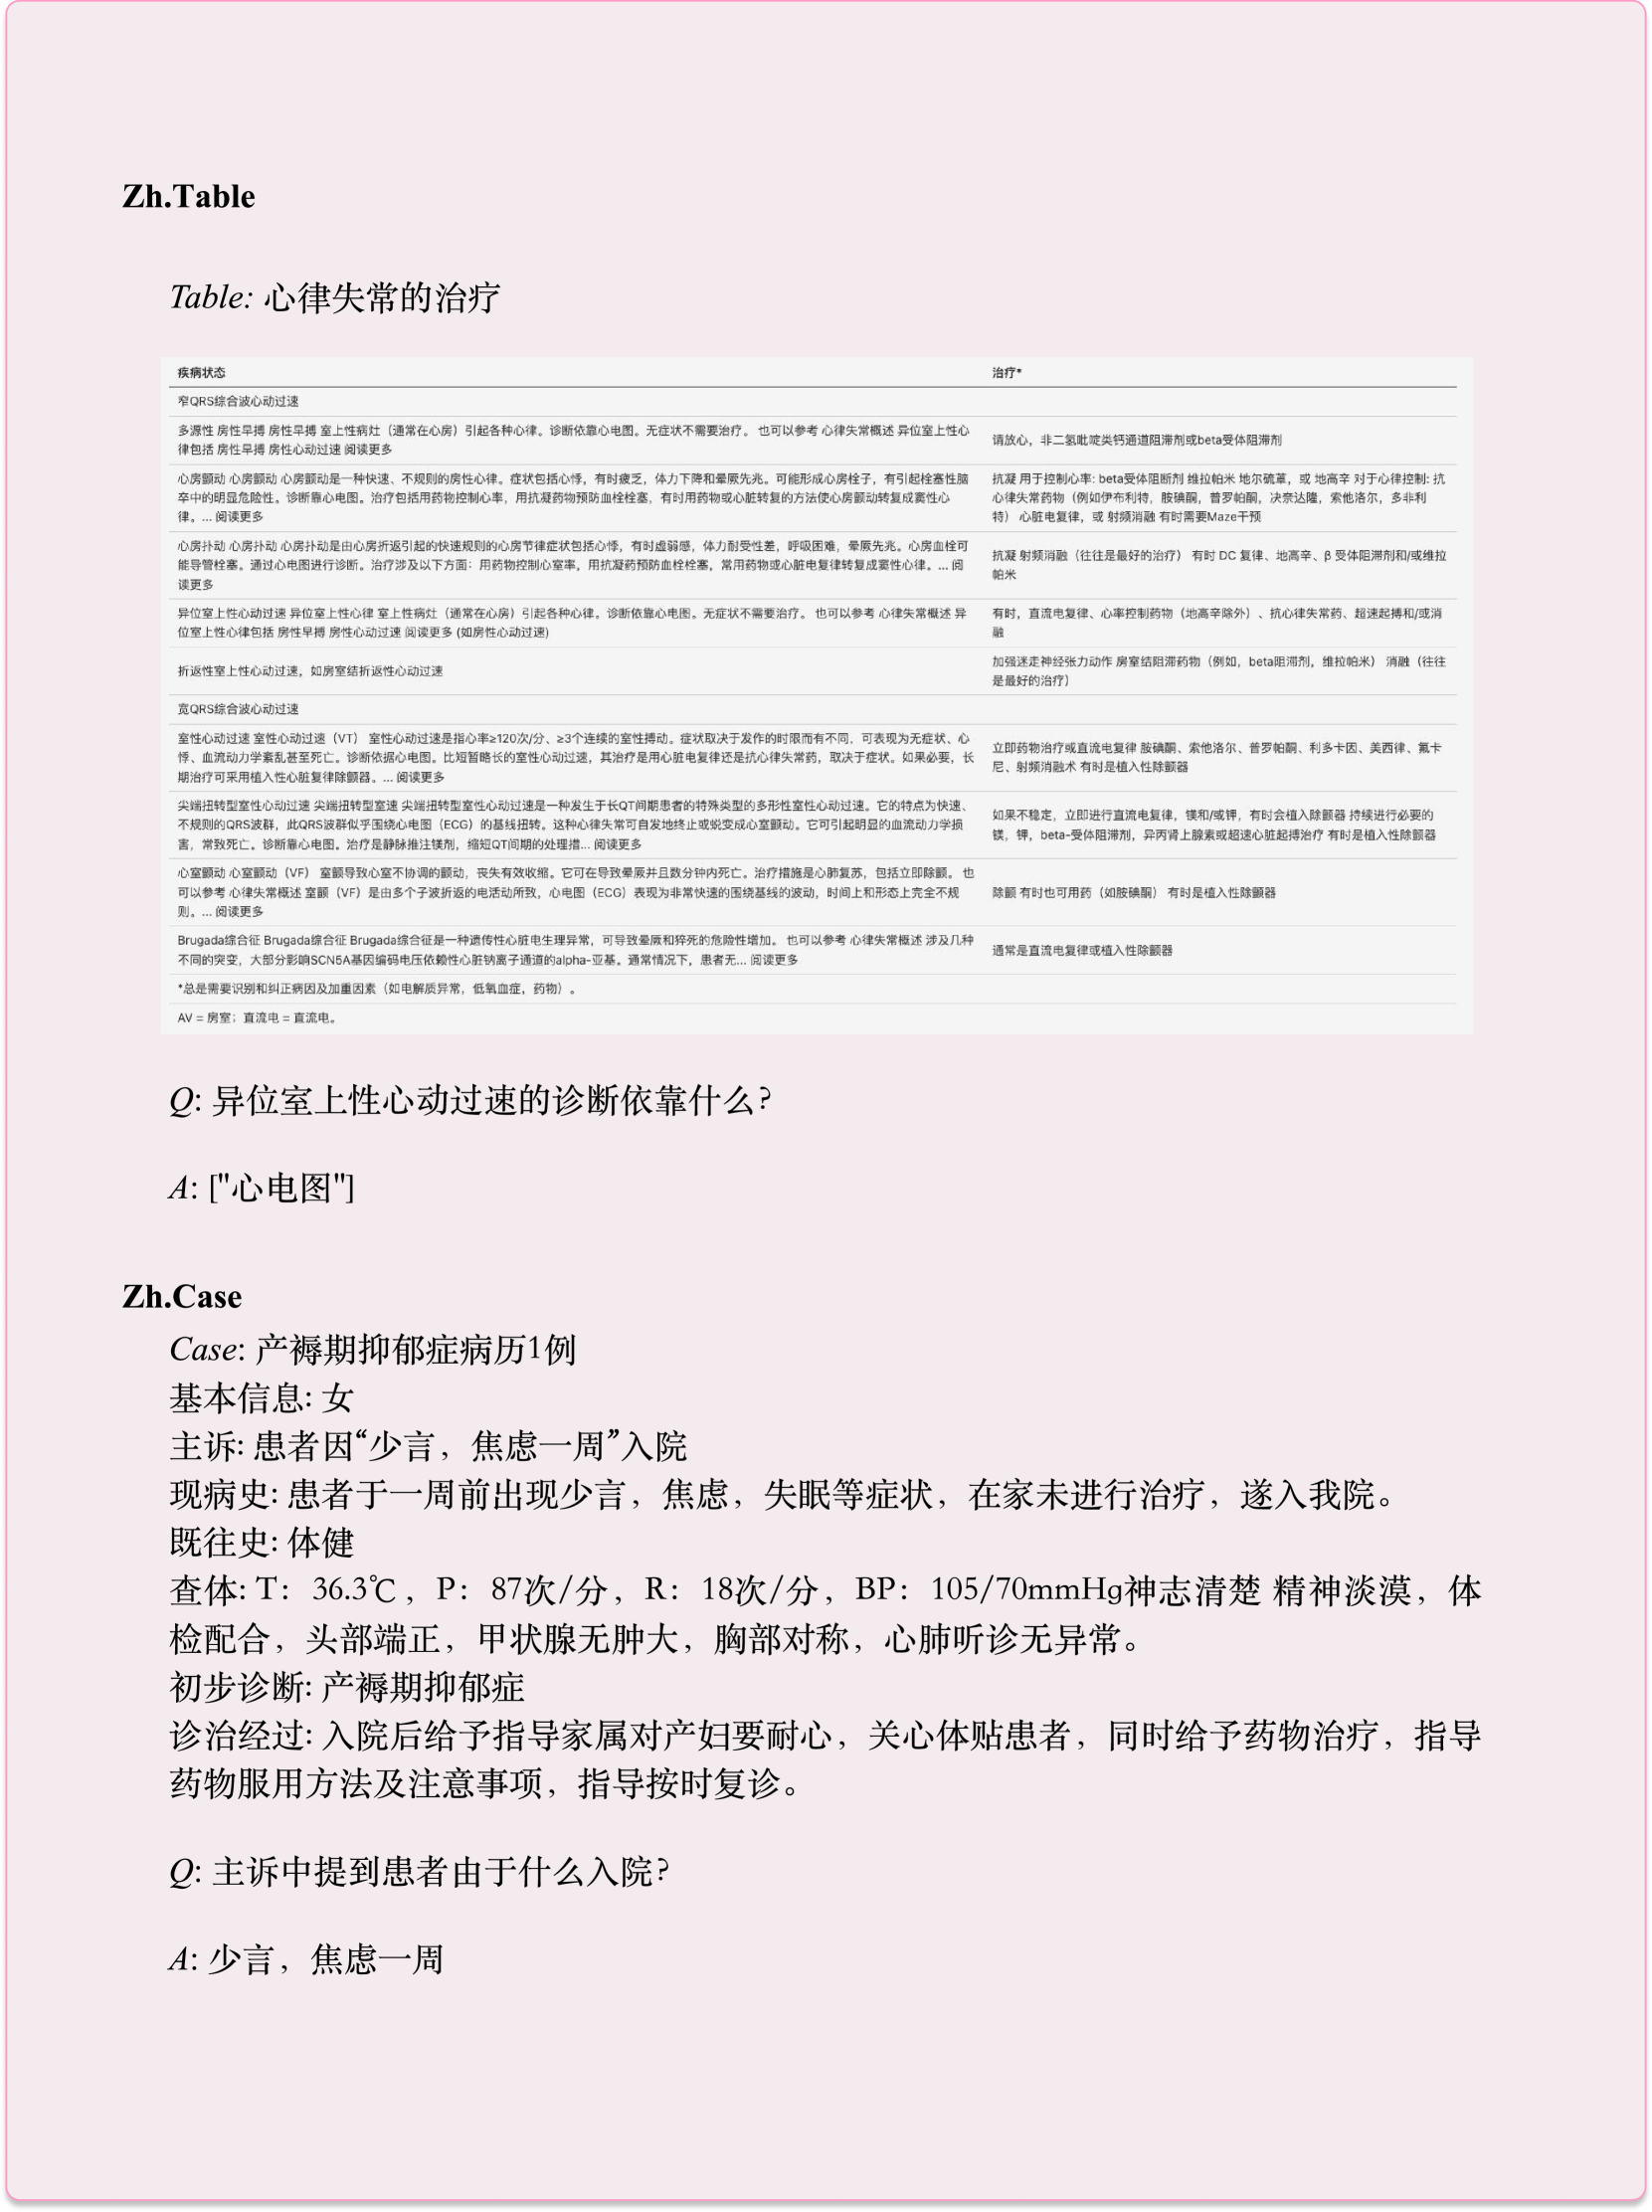 Zh.Table
Table: 心律失常的治疗
疾病状态 治疗*
窄QRS综合波心动过速
多源性 房性早搏 房性早搏 室上性病灶（通常在心房）引起各种心律。诊断依靠心电图。无症状不需要治疗。 也可以参考 心律失常概述 异位室上性心
律包括 房性早搏 房性心动过速 阅读更多
请放心，非二氢吡啶类钙通道阻滞剂或beta受体阻滞剂
心房颤动 心房颤动 心房颤动是一种快速、不规则的房性心律。症状包括心悸，有时疲乏，体力下降和晕厥先兆。可能形成心房栓子，有引起栓塞性脑
卒中的明显危险性。诊断靠心电图。治疗包括用药物控制心率，用抗凝药物预防血栓栓塞，有时用药物或心脏转复的方法使心房颤动转复成窦性心
律。... 阅读更多
抗凝 用于控制心率: beta受体阻断剂 维拉帕米 地尔硫䓬，或 地高辛 对于心律控制: 抗
心律失常药物（例如伊布利特，胺碘酮，普罗帕酮，决奈达隆，索他洛尔，多非利
特） 心脏电复律，或 射频消融 有时需要Maze干预
心房扑动 心房扑动 心房扑动是由心房折返引起的快速规则的心房节律症状包括心悸，有时虚弱感，体力耐受性差，呼吸困难，晕厥先兆。心房血栓可
能导管栓塞。通过心电图进行诊断。治疗涉及以下方面：用药物控制心室率，用抗凝药预防血栓栓塞，常用药物或心脏电复律转复成窦性心律。... 阅
读更多
抗凝 射频消融（往往是最好的治疗） 有时 DC 复律、地高辛、β 受体阻滞剂和/或维拉
帕米
异位室上性心动过速 异位室上性心律 室上性病灶（通常在心房）引起各种心律。诊断依靠心电图。无症状不需要治疗。 也可以参考 心律失常概述 异
位室上性心律包括 房性早搏 房性心动过速 阅读更多 (如房性心动过速)
有时，直流电复律、心率控制药物（地高辛除外）、抗心律失常药、超速起搏和/或消
融
折返性室上性心动过速，如房室结折返性心动过速
加强迷走神经张力动作 房室结阻滞药物（例如，beta阻滞剂，维拉帕米） 消融（往往
是最好的治疗）
宽QRS综合波心动过速
室性心动过速 室性心动过速（VT） 室性心动过速是指心率≥120次/分、≥3个连续的室性搏动。症状取决于发作的时限而有不同，可表现为无症状、心
悸、血流动力学紊乱甚至死亡。诊断依据心电图。比短暂略长的室性心动过速，其治疗是用心脏电复律还是抗心律失常药，取决于症状。如果必要，长
期治疗可采用植入性心脏复律除颤器。... 阅读更多
立即药物治疗或直流电复律 胺碘酮、索他洛尔、普罗帕酮、利多卡因、美西律、氟卡
尼、射频消融术 有时是植入性除颤器
尖端扭转型室性心动过速 尖端扭转型室速 尖端扭转型室性心动过速是一种发生于长QT间期患者的特殊类型的多形性室性心动过速。它的特点为快速、
不规则的QRS波群，此QRS波群似乎围绕心电图（ECG）的基线扭转。这种心律失常可自发地终止或蜕变成心室颤动。它可引起明显的血流动力学损
害，常致死亡。诊断靠心电图。治疗是静脉推注镁剂，缩短QT间期的处理措... 阅读更多
如果不稳定，立即进行直流电复律，镁和/或钾，有时会植入除颤器 持续进行必要的
镁，钾，beta-受体阻滞剂，异丙肾上腺素或超速心脏起搏治疗 有时是植入性除颤器
心室颤动 心室颤动（VF） 室颤导致心室不协调的颤动，丧失有效收缩。它可在导致晕厥并且数分钟内死亡。治疗措施是心肺复苏，包括立即除颤。 也
可以参考 心律失常概述 室颤（VF）是由多个子波折返的电活动所致，心电图（ECG）表现为非常快速的围绕基线的波动，时间上和形态上完全不规
则。... 阅读更多
除颤 有时也可用药（如胺碘酮） 有时是植入性除颤器
Brugada综合征 Brugada综合征 Brugada综合征是一种遗传性心脏电生理异常，可导致晕厥和猝死的危险性增加。 也可以参考 心律失常概述 涉及几种
不同的突变，大部分影响SCN5A基因编码电压依赖性心脏钠离子通道的alpha-亚基。通常情况下，患者无... 阅读更多
通常是直流电复律或植入性除颤器
*总是需要识别和纠正病因及加重因素（如电解质异常，低氧血症，药物）。
AV = 房室；直流电 = 直流电。
Q: 异位室上性心动过速的诊断依靠什么?
A: ["心电图"]
Zh.Case
Case: 产褥期抑郁症病历1例
基本信息: 女
主诉: 患者因“少言，焦虑一周”入院
现病史: 患者于一周前出现少言，焦虑，失眠等症状，在家未进行治疗，遂入我院。
既往史: 体健
查体: T：36.3℃，P：87次/分，R：18次/分，BP：105/70mmHg神志清楚 精神淡漠，体
检配合，头部端正，甲状腺无肿大，胸部对称，心肺听诊无异常。
初步诊断: 产褥期抑郁症
诊治经过: 入院后给予指导家属对产妇要耐心，关心体贴患者，同时给予药物治疗，指导
药物服用方法及注意事项，指导按时复诊。
Q: 主诉中提到患者由于什么入院?
A: 少言，焦虑一周